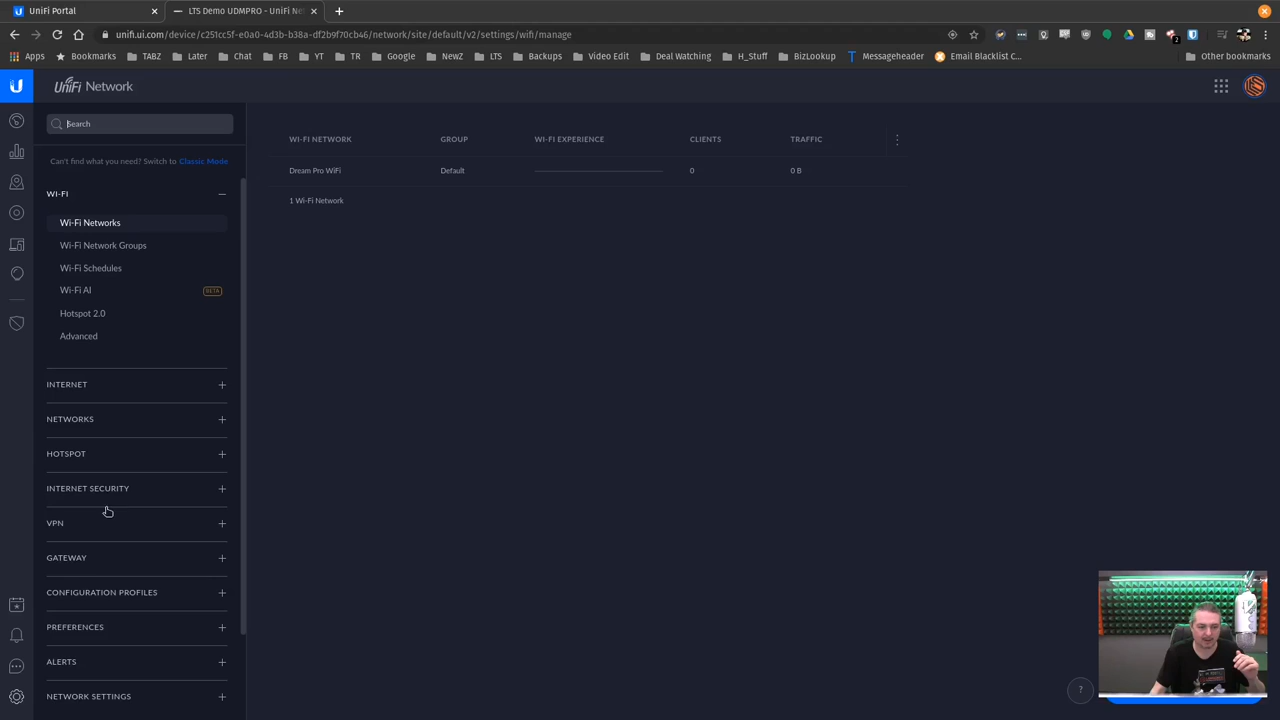 UniFi Portal
LTS Demo UDMPRO - UniFi Ne
unifi.ui.com/device/c251cc5f-e0a0-4d3b-b38a-df2b9f70cb46/network/site/default/v2/settings/wifi/manage
Apps Bookmarks TABZ Later Chat FB YT TR Google NewZ LTS Backups Video Edit Deal Watching H_Stuff BizLookup Messageheader Email Blacklist C... Other bookmarks
UniFi Network
Search
Can't find what you need? Switch to Classic Mode
WI-FI
Wi-Fi Networks
Wi-Fi Network Groups
Wi-Fi Schedules
Wi-Fi AI BETA
Hotspot 2.0
Advanced
INTERNET
NETWORKS
HOTSPOT
INTERNET SECURITY
VPN
GATEWAY
CONFIGURATION PROFILES
PREFERENCES
ALERTS
NETWORK SETTINGS
WI-FI NETWORK GROUP WI-FI EXPERIENCE CLIENTS TRAFFIC
Dream Pro WiFi Default 0 0 B
1 Wi-Fi Network
?